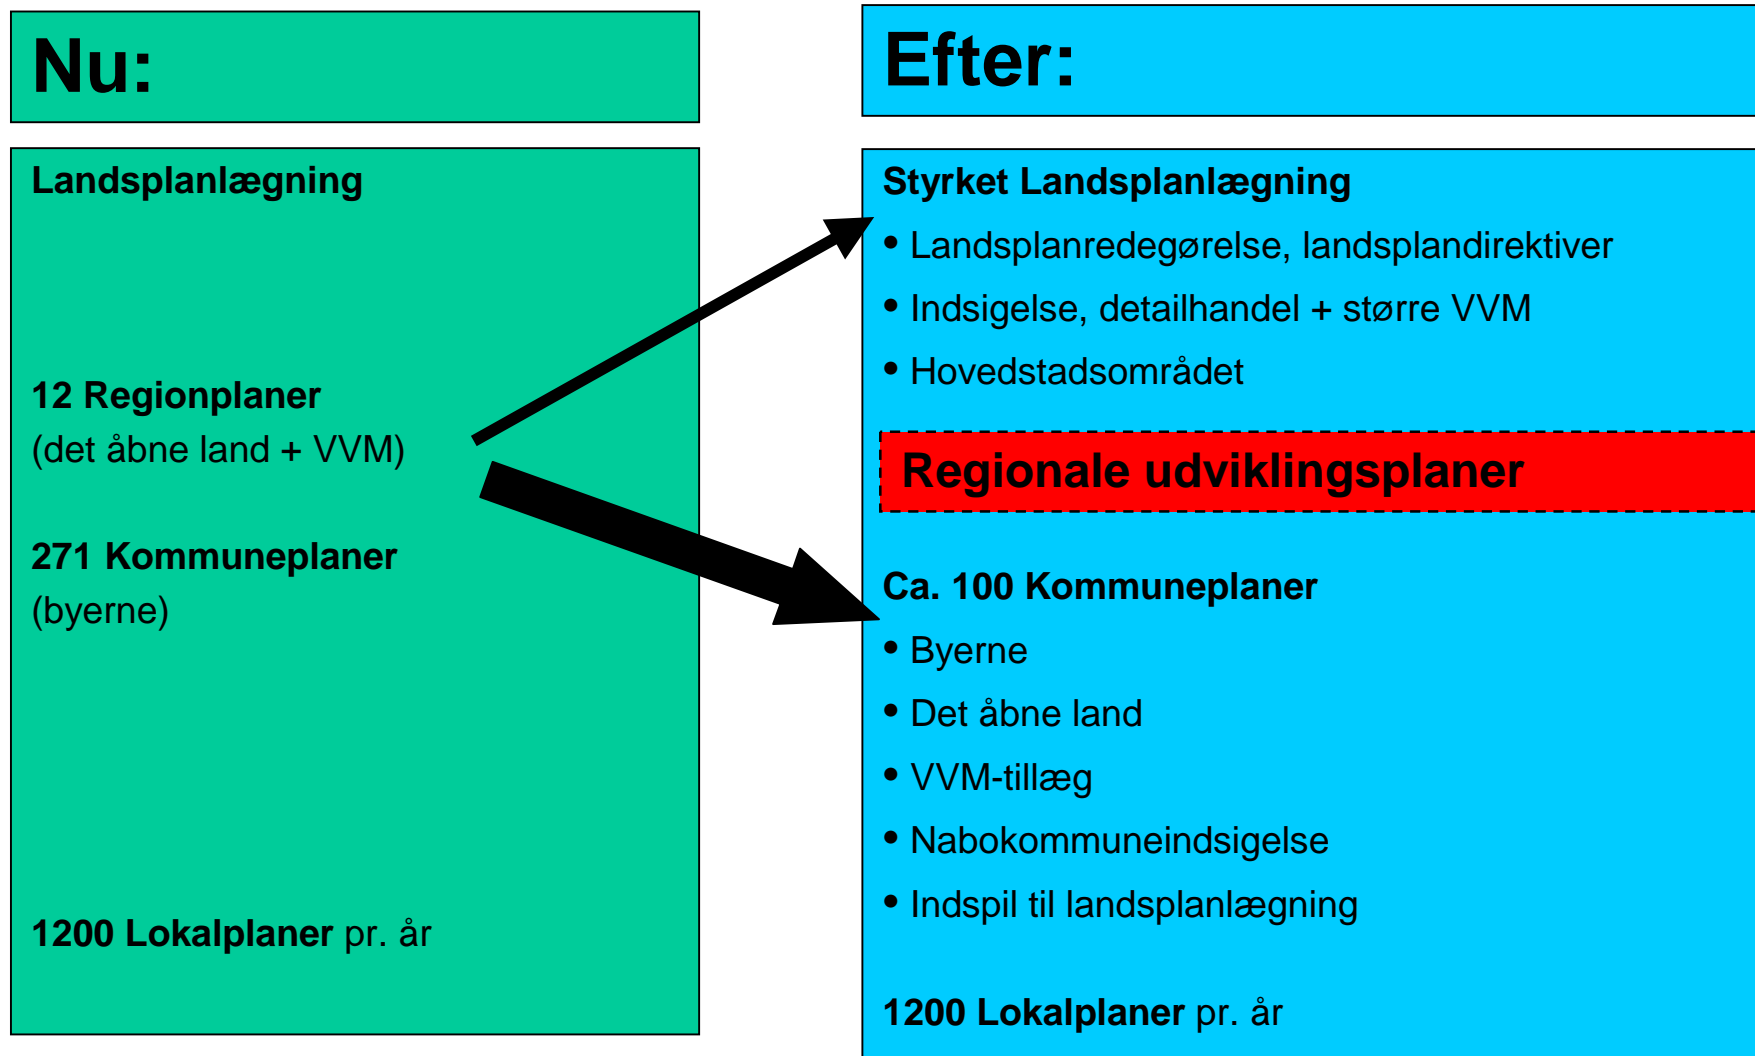 Nu:
Landsplanlægning
12 Regionplaner
(det åbne land + VVM)
271 Kommuneplaner
(byerne)
1200 Lokalplaner pr. år
Efter:
Styrket Landsplanlægning
• Landsplanredegørelse, landsplandirektiver
• Indsigelse, detailhandel + større VVM
• Hovedstadsområdet
Regionale udviklingsplaner
Ca. 100 Kommuneplaner
• Byerne
• Det åbne land
• VVM-tillæg
• Nabokommuneindsigelse
• Indspil til landsplanlægning
1200 Lokalplaner pr. år